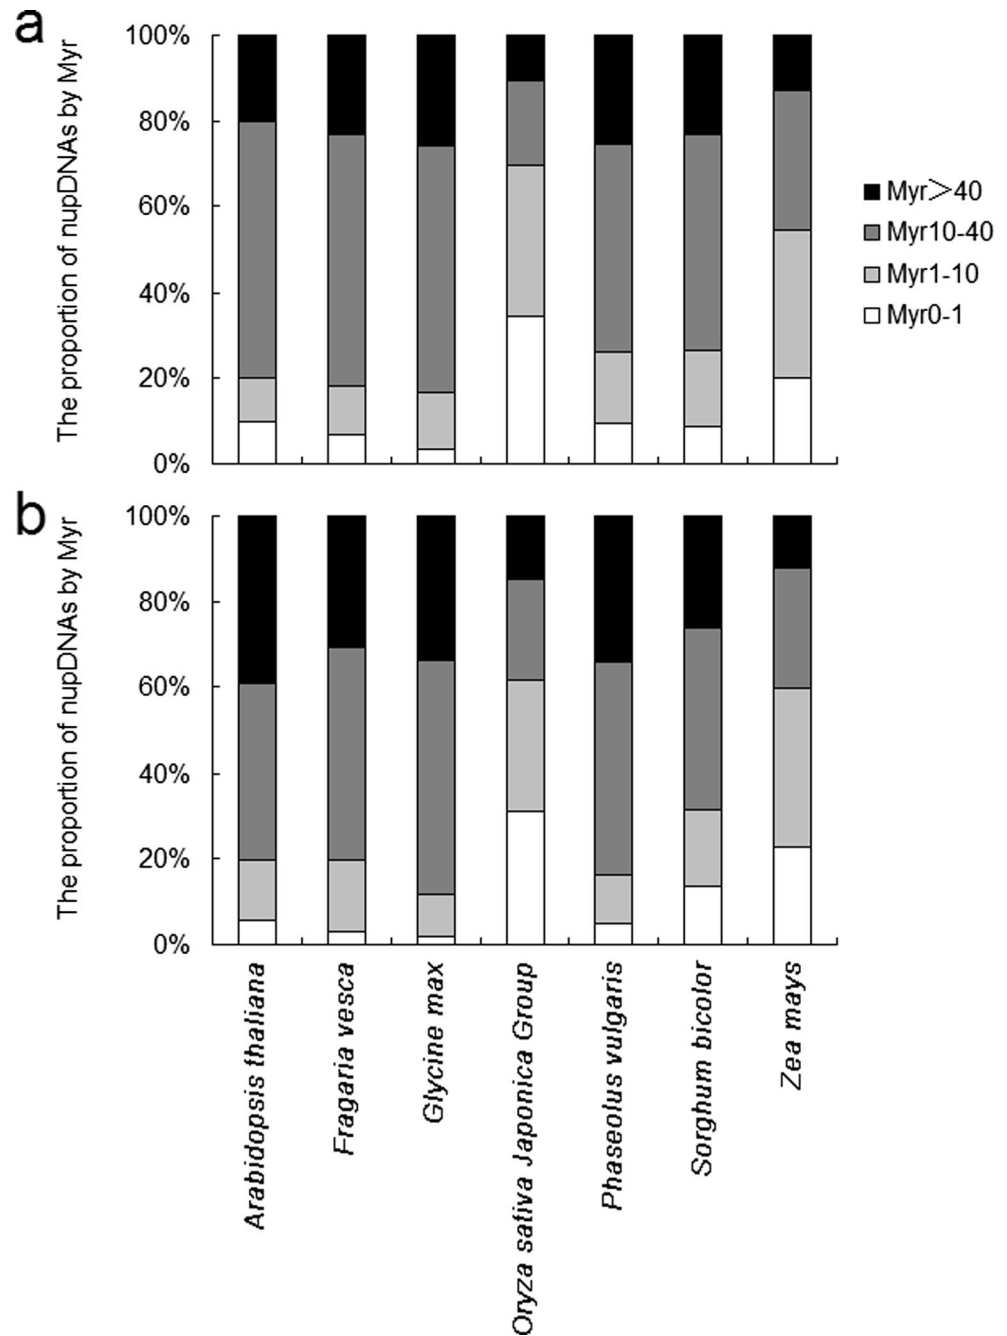 a
The proportion of nupDNAs by Myr
100%
80%
60%
40%
20%
0%
Myr>40
Myr10-40
Myr1-10
Myr0-1
b
The proportion of nupDNAs by Myr
100%
80%
60%
40%
20%
0%
Arabidopsis thaliana
Fragaria vesca
Glycine max
Oryza sativa Japonica Group
Phaseolus vulgaris
Sorghum bicolor
Zea mays